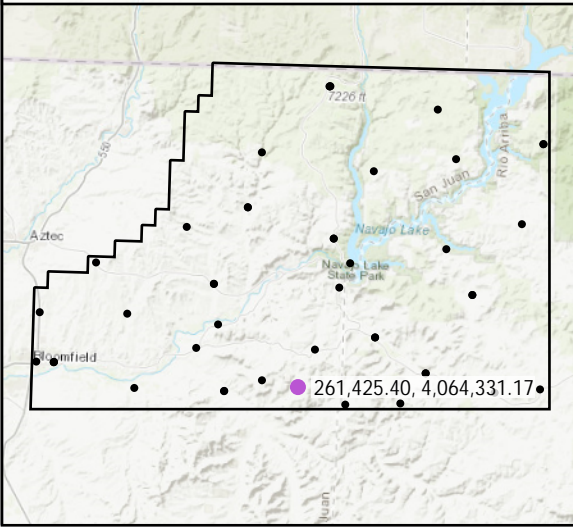 7226 ft
550
Rio Arriba
San Juan
Aztec
Navajo Lake
Navajo Lake
State Park
Bloomfield
261,425.40, 4,064,331.17
Juan